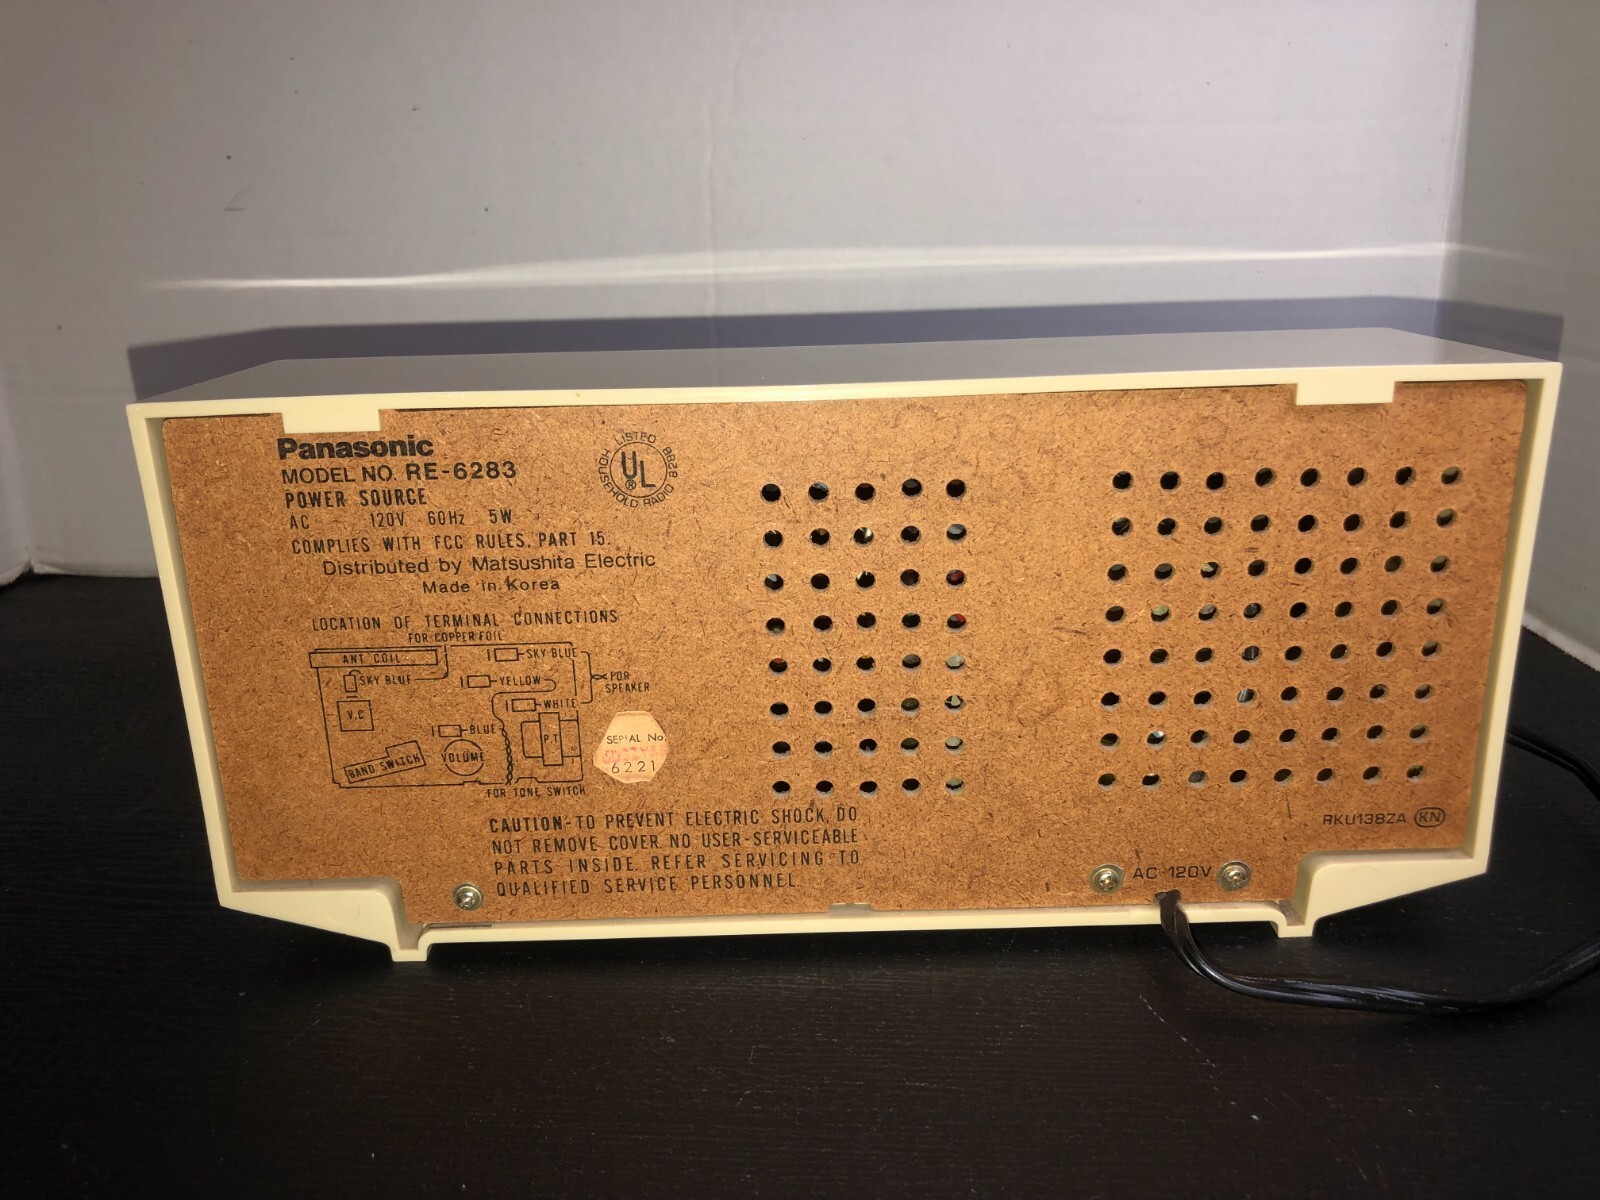 Panasonic
MODEL NO. RE-6283
POWER SOURCE
AC 120V 60Hz 5W
COMPLIES WITH FCC RULES, PART 15.
Distributed by Matsushita Electric
Made in Korea
LISTED 828B
UL
®
HOUSEHOLD RADIO
LOCATION OF TERMINAL CONNECTIONS
FOR COPPER FOIL
ANT COIL
SKY BLUE
SKY BLUE
YELLOW
FOR
SPEAKER
WHITE
V.C
BLUE
P.T
VOLUME
BAND SWITCH
FOR TONE SWITCH
SERIAL No.
6221
CAUTION-TO PREVENT ELECTRIC SHOCK, DO
NOT REMOVE COVER. NO USER-SERVICEABLE
PARTS INSIDE. REFER SERVICING TO
QUALIFIED SERVICE PERSONNEL.
RKU138ZA KN
AC 120V